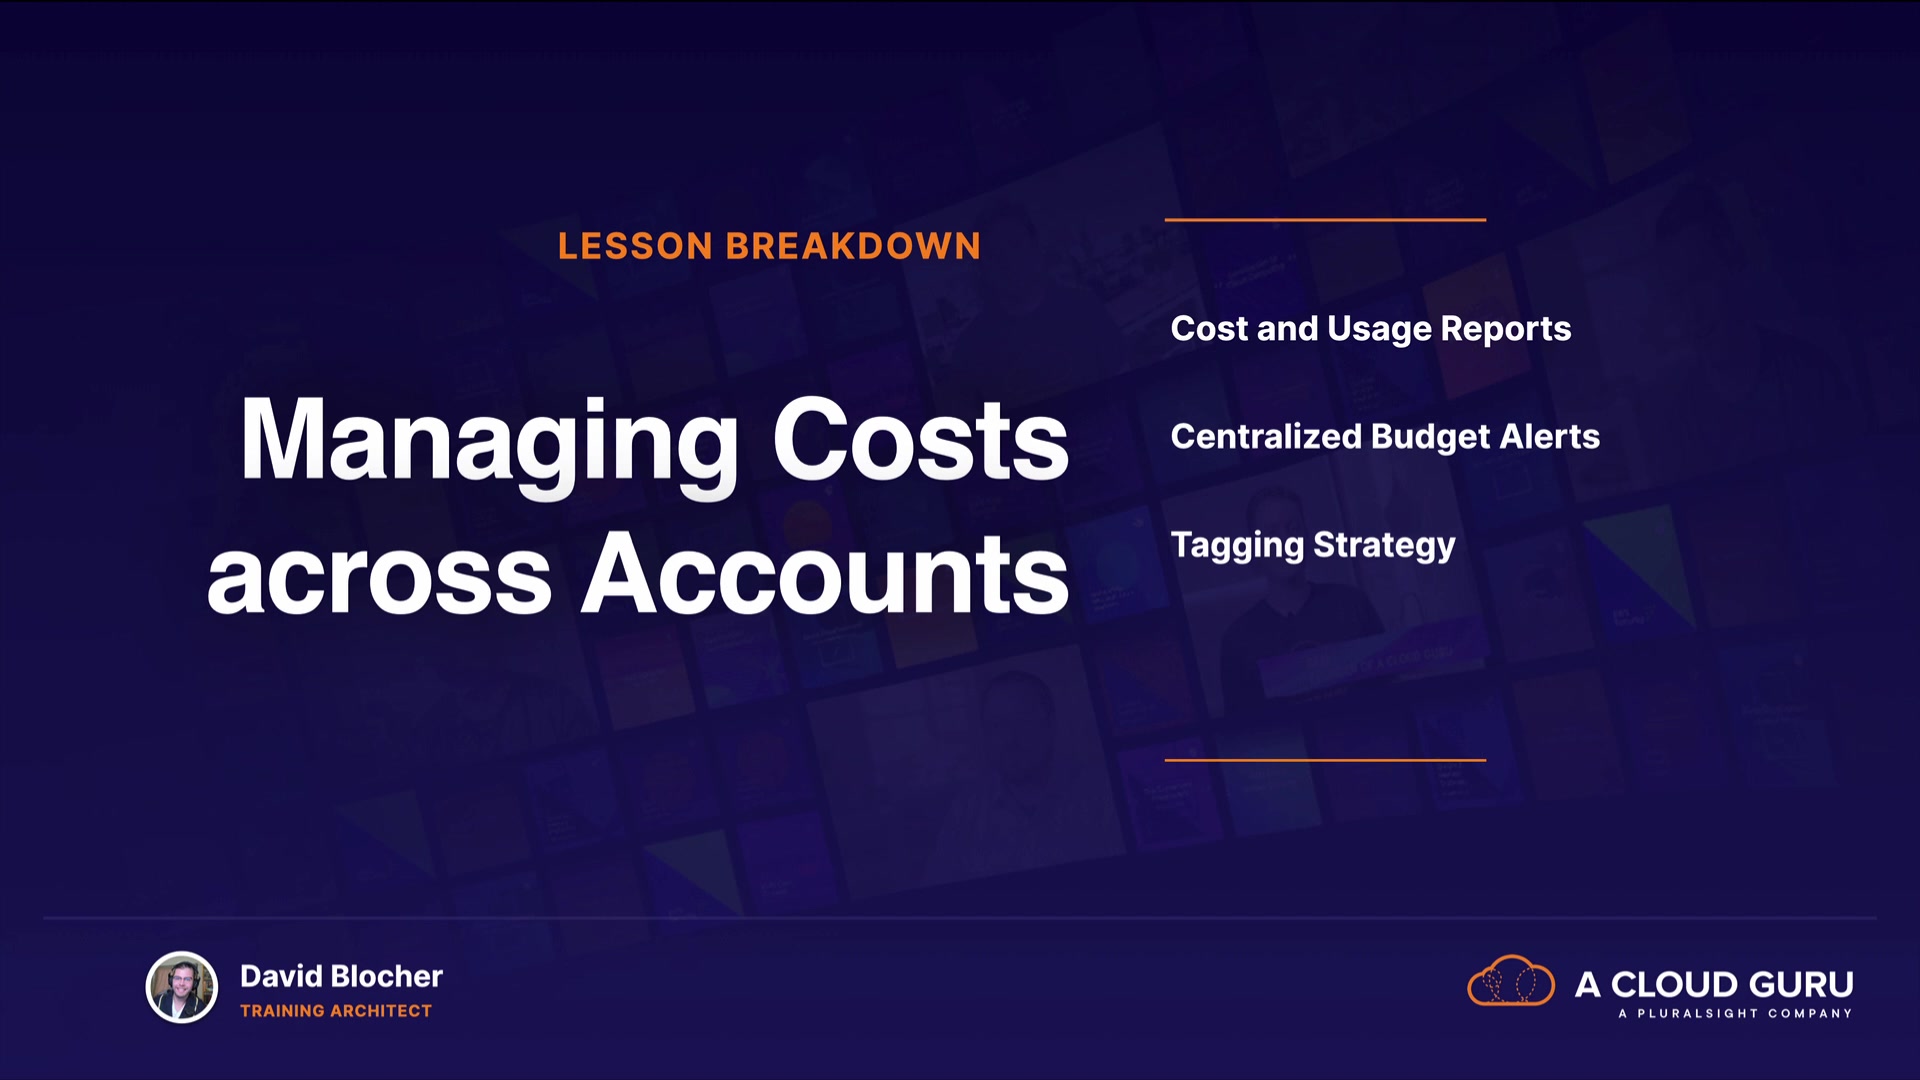 LESSON BREAKDOWN
Managing Costs
across Accounts
Cost and Usage Reports
Centralized Budget Alerts
Tagging Strategy
David Blocher
TRAINING ARCHITECT
A CLOUD GURU
A PLURALSIGHT COMPANY